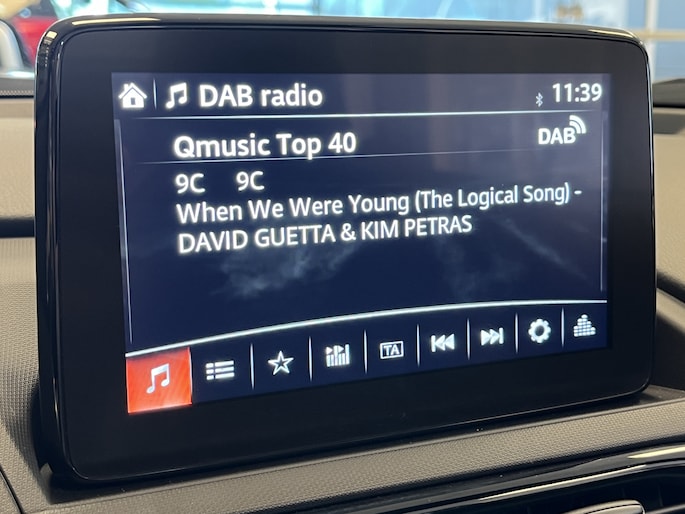 DAB radio 11:39
Qmusic Top 40 DAB
9C 9C
When We Were Young (The Logical Song) -
DAVID GUETTA & KIM PETRAS
TA